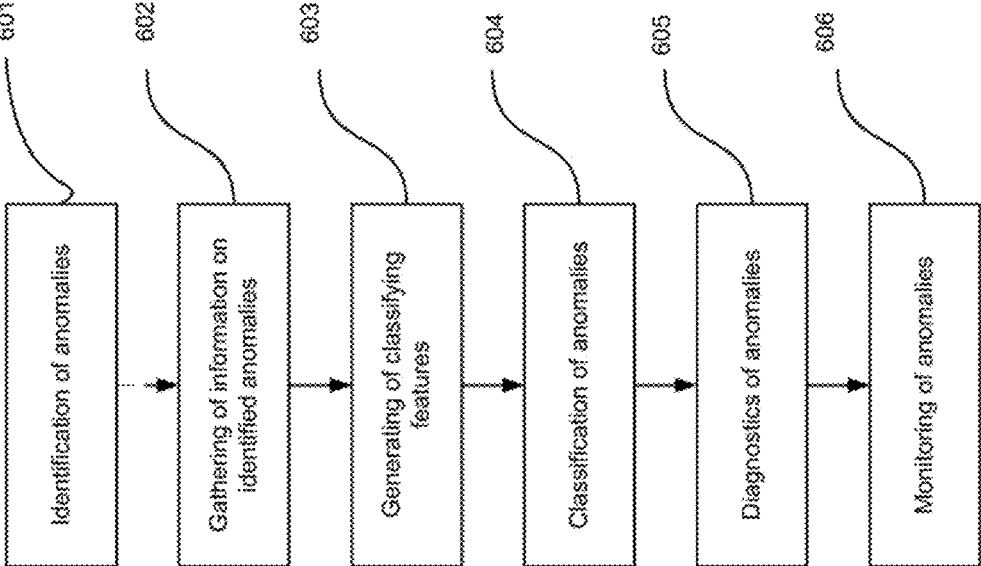 601
Identification of anomalies
602
Gathering of information on
identified anomalies
603
Generating of classifying
features
604
Classification of anomalies
605
Diagnostics of anomalies
606
Monitoring of anomalies